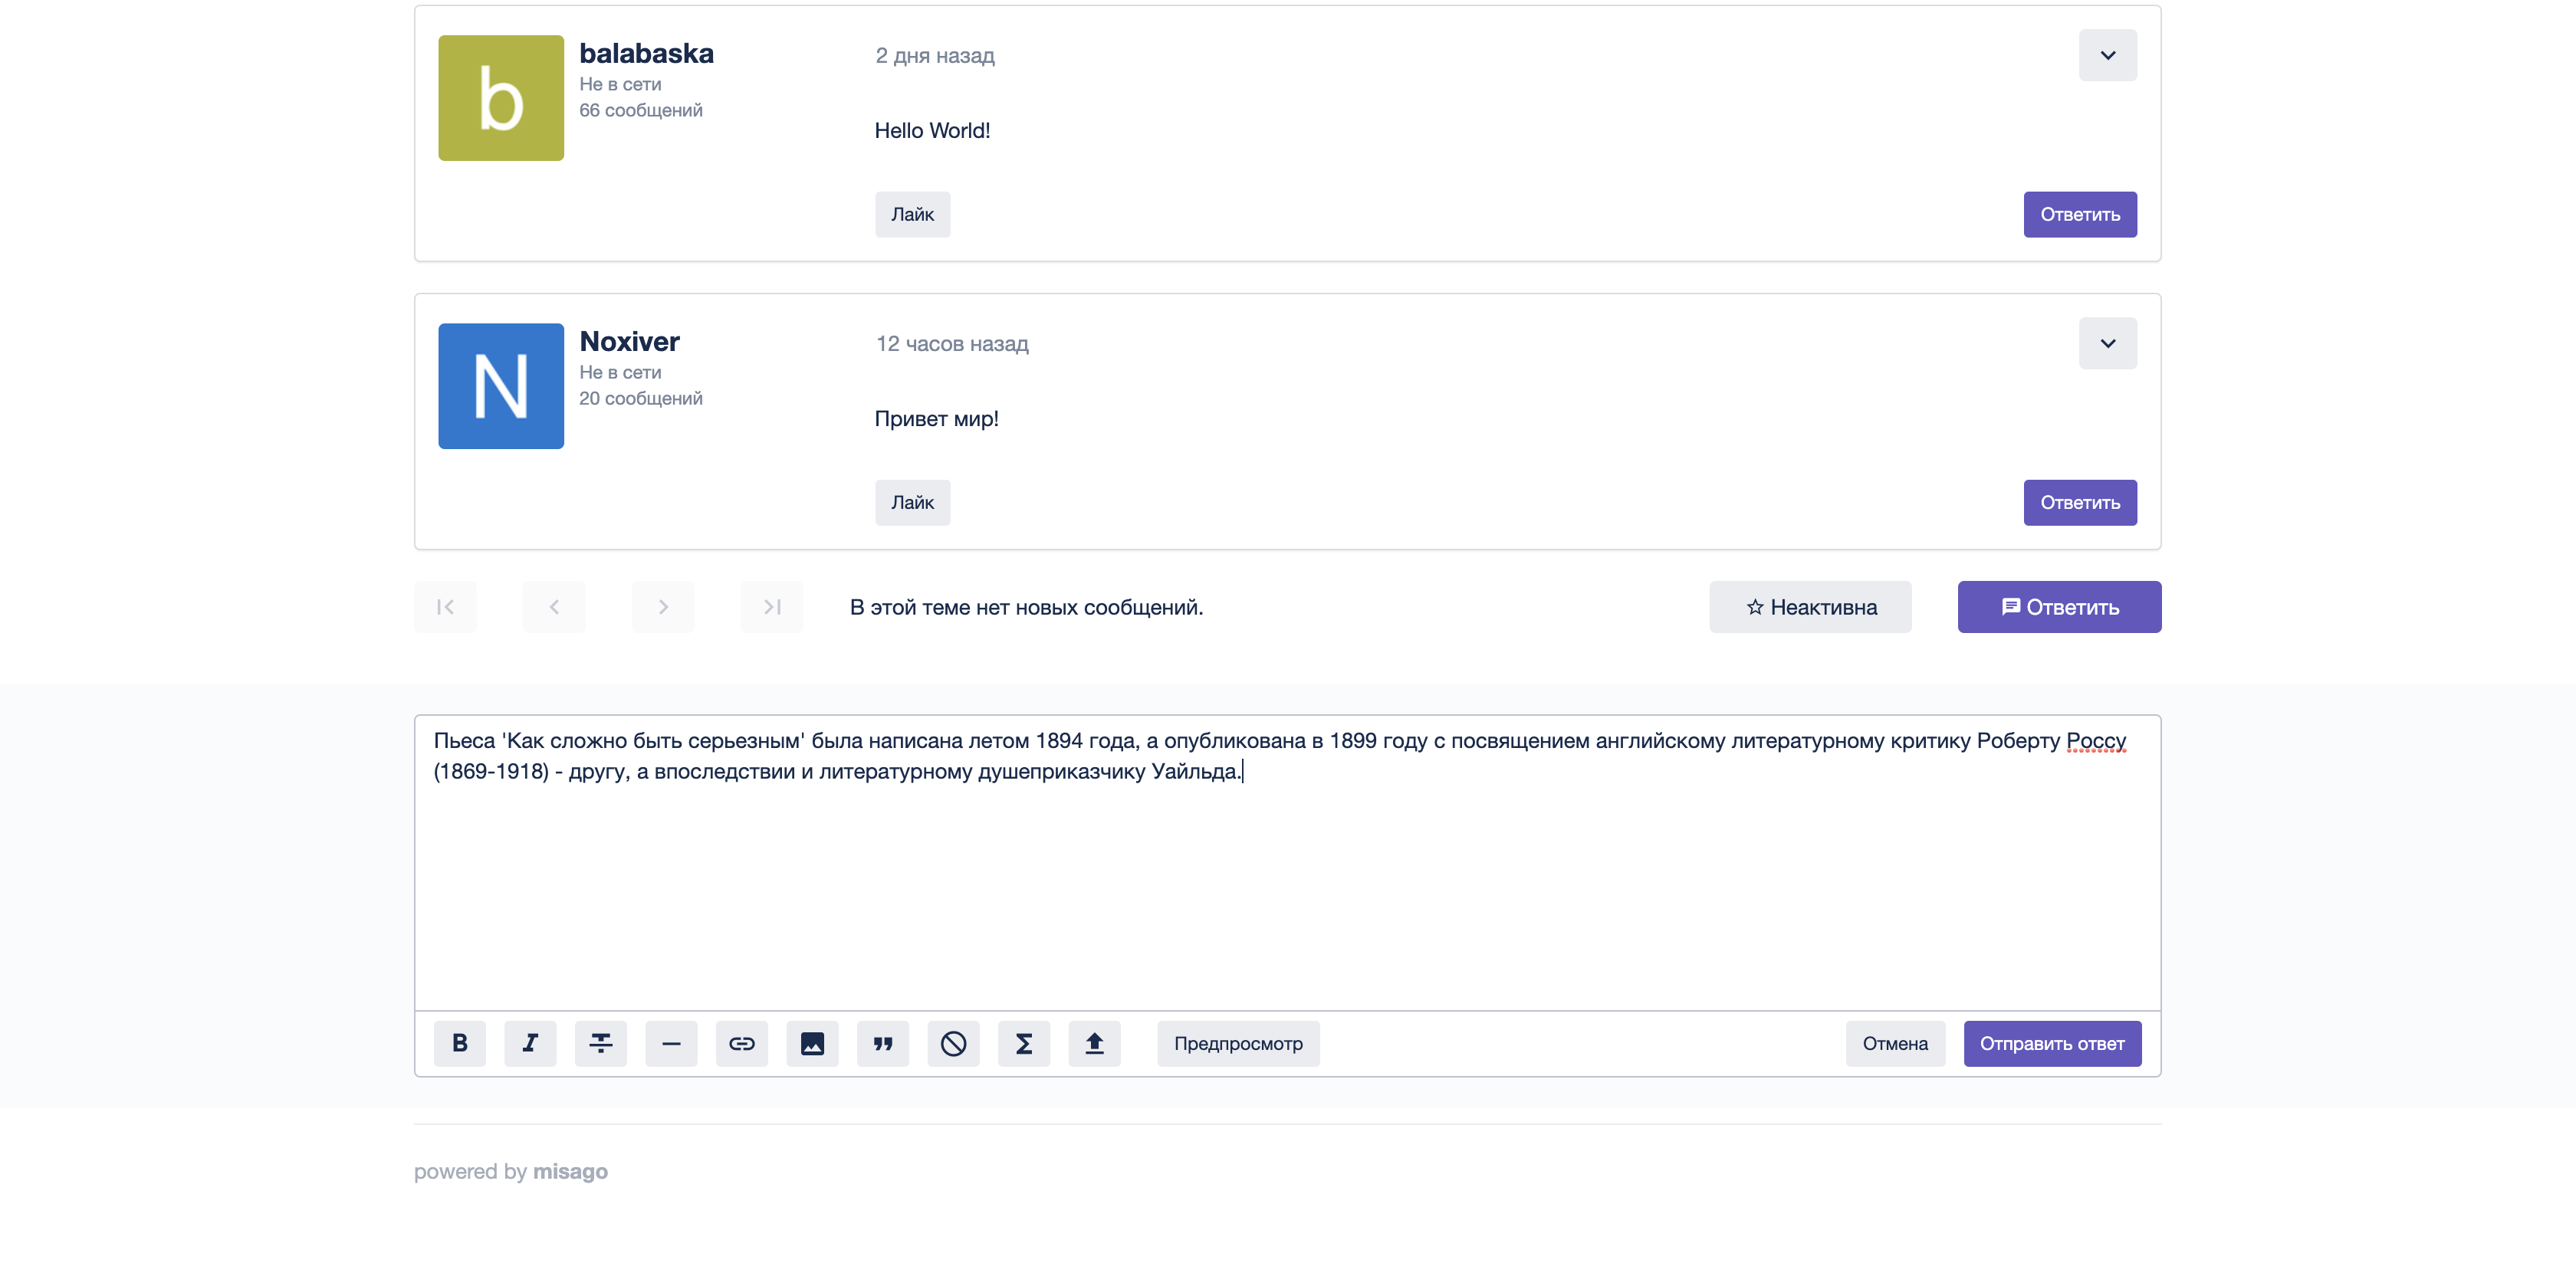 b
balabaska
Не в сети
66 сообщений
2 дня назад
Hello World!
Лайк
Ответить
N
Noxiver
Не в сети
20 сообщений
12 часов назад
Привет мир!
Лайк
Ответить
В этой теме нет новых сообщений.
Неактивна
Ответить
Пьеса 'Как сложно быть серьезным' была написана летом 1894 года, а опубликована в 1899 году с посвящением английскому литературному критику Роберту Россу
(1869-1918) - другу, а впоследствии и литературному душеприказчику Уайльда.
Предпросмотр
Отмена
Отправить ответ
powered by misago